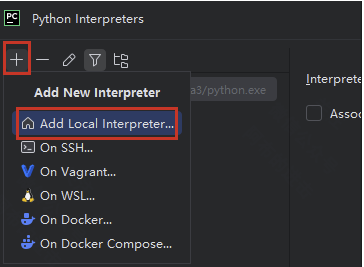 PC Python Interpreters
Add New Interpreter
a3/python.exe
Interprete
Add Local Interpreter...
Assoc
On SSH...
On Vagrant...
On WSL...
On Docker...
On Docker Compose...